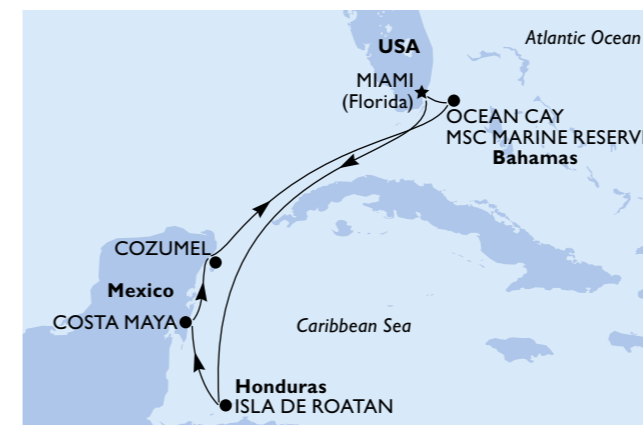 USA
Atlantic Ocean
MIAMI
(Florida)
OCEAN CAY
MSC MARINE RESERV
Bahamas
COZUMEL
Mexico
COSTA MAYA
Caribbean Sea
Honduras
ISLA DE ROATAN